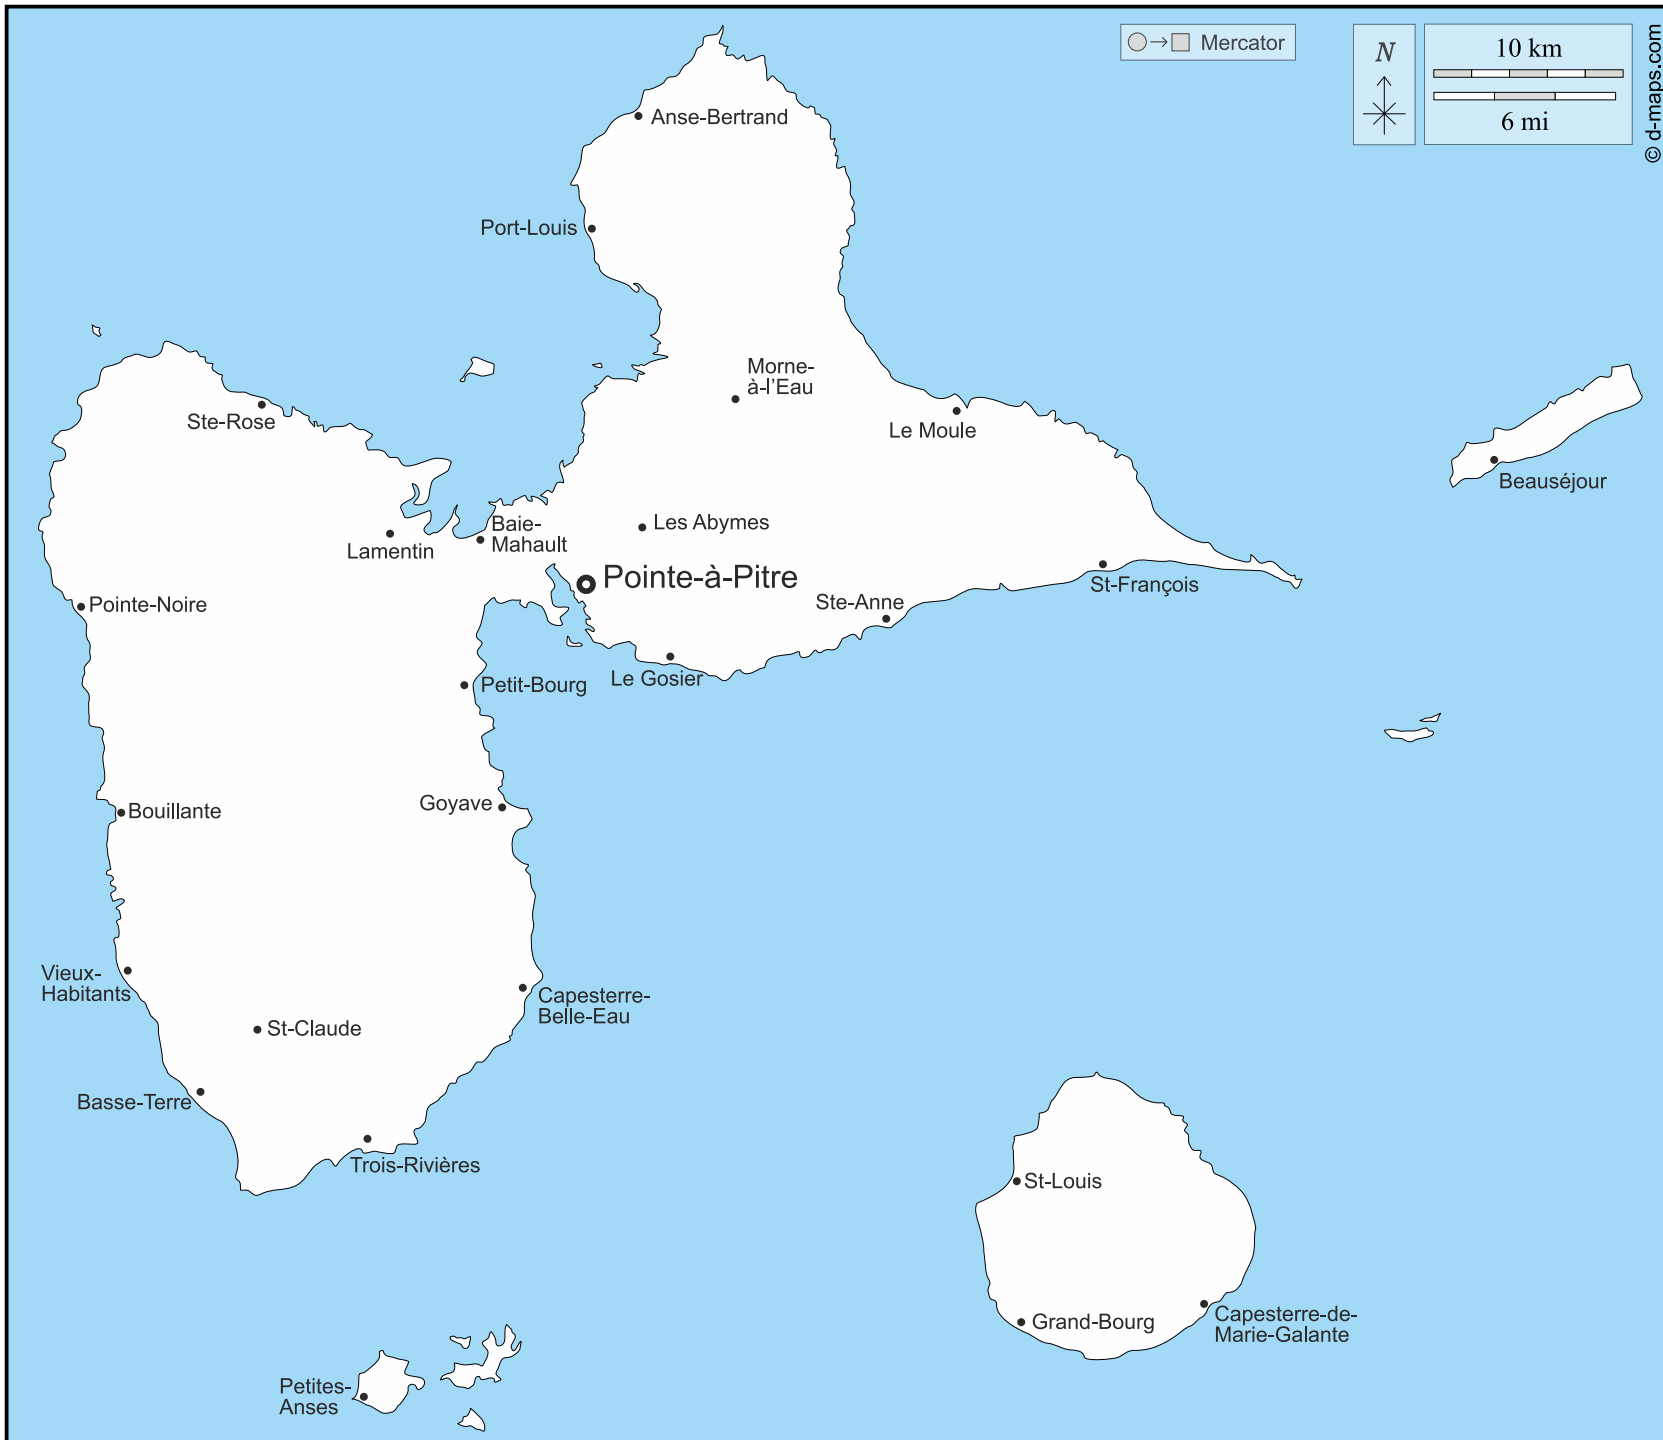 Mercator
N
10 km
6 mi
© d-maps.com
Anse-Bertrand
Port-Louis
Morne-
à-l'Eau
Ste-Rose
Le Moule
Beauséjour
Baie-
Mahault
Les Abymes
Lamentin
Pointe-à-Pitre
St-François
Pointe-Noire
Ste-Anne
Petit-Bourg
Le Gosier
Goyave
Bouillante
Vieux-
Habitants
Capesterre-
Belle-Eau
St-Claude
Basse-Terre
Trois-Rivières
St-Louis
Grand-Bourg
Capesterre-de-
Marie-Galante
Petites-
Anses